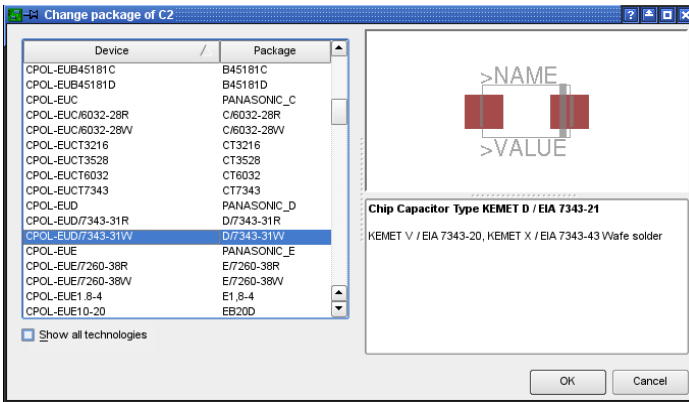 Change package of C2
Device Package
CPOL-EUB45181C B45181C
CPOL-EUB45181D B45181D
CPOL-EUC PANASONIC_C
CPOL-EUC/6032-28R C/6032-28R
CPOL-EUC/6032-28W C/6032-28W
CPOL-EUCT3216 CT3216
CPOL-EUCT3528 CT3528
CPOL-EUCT6032 CT6032
CPOL-EUCT7343 CT7343
CPOL-EUD PANASONIC_D
CPOL-EUD/7343-31R D/7343-31R
CPOL-EUD/7343-31W D/7343-31W
CPOL-EUE PANASONIC_E
CPOL-EUE/7260-38R E/7260-38R
CPOL-EUE/7260-38W E/7260-38W
CPOL-EUE1.8-4 E1,8-4
CPOL-EUE10-20 EB20D
Show all technologies
>NAME
>VALUE
Chip Capacitor Type KEMET D / EIA 7343-21
KEMET V / EIA 7343-20, KEMET X / EIA 7343-43 Wafe solder
OK Cancel